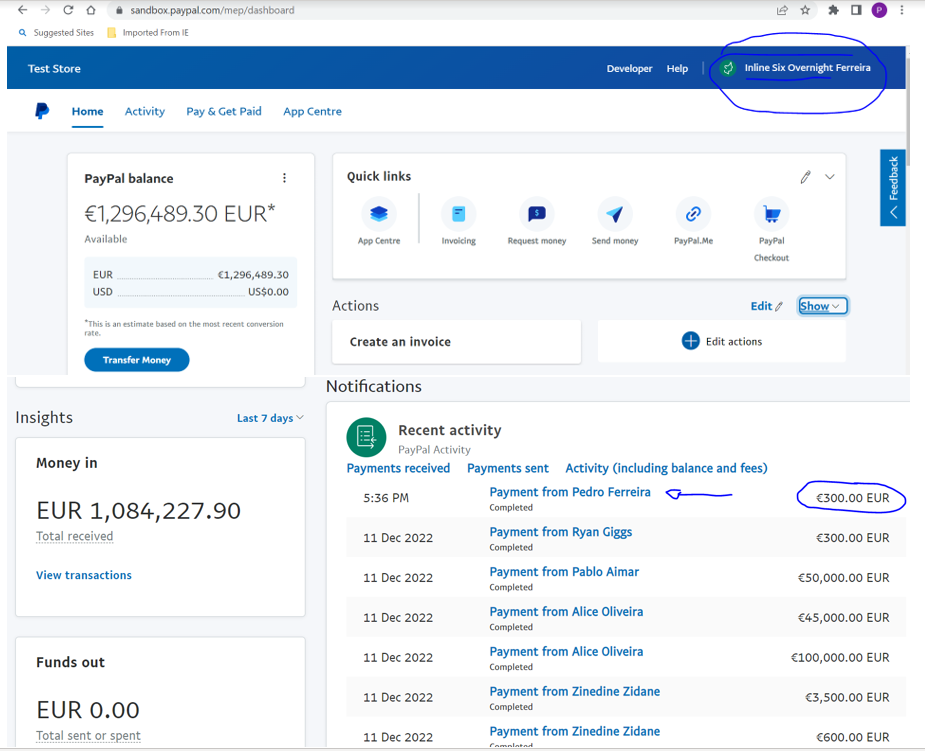 sandbox.paypal.com/mep/dashboard
P
Suggested Sites Imported From IE
Test Store Developer Help Inline Six Overnight Ferreira
Home Activity Pay & Get Paid App Centre
Feedback
PayPal balance
€1,296,489.30 EUR*
Available
EUR €1,296,489.30
USD US$0.00
*This is an estimate based on the most recent conversion
rate.
Transfer Money
Quick links
App Centre Invoicing Request money Send money PayPal.Me PayPal
Checkout
Actions Edit Show
Create an invoice Edit actions
Insights Last 7 days
Money in
EUR 1,084,227.90
Total received
View transactions
Funds out
EUR 0.00
Total sent or spent
Notifications
Recent activity
PayPal Activity
Payments received Payments sent Activity (including balance and fees)
5:36 PM Payment from Pedro Ferreira €300.00 EUR
Completed
11 Dec 2022 Payment from Ryan Giggs €300.00 EUR
Completed
11 Dec 2022 Payment from Pablo Aimar €50,000.00 EUR
Completed
11 Dec 2022 Payment from Alice Oliveira €45,000.00 EUR
Completed
11 Dec 2022 Payment from Alice Oliveira €100,000.00 EUR
Completed
11 Dec 2022 Payment from Zinedine Zidane €3,500.00 EUR
Completed
11 Dec 2022 Payment from Zinedine Zidane €600.00 EUR
Completed